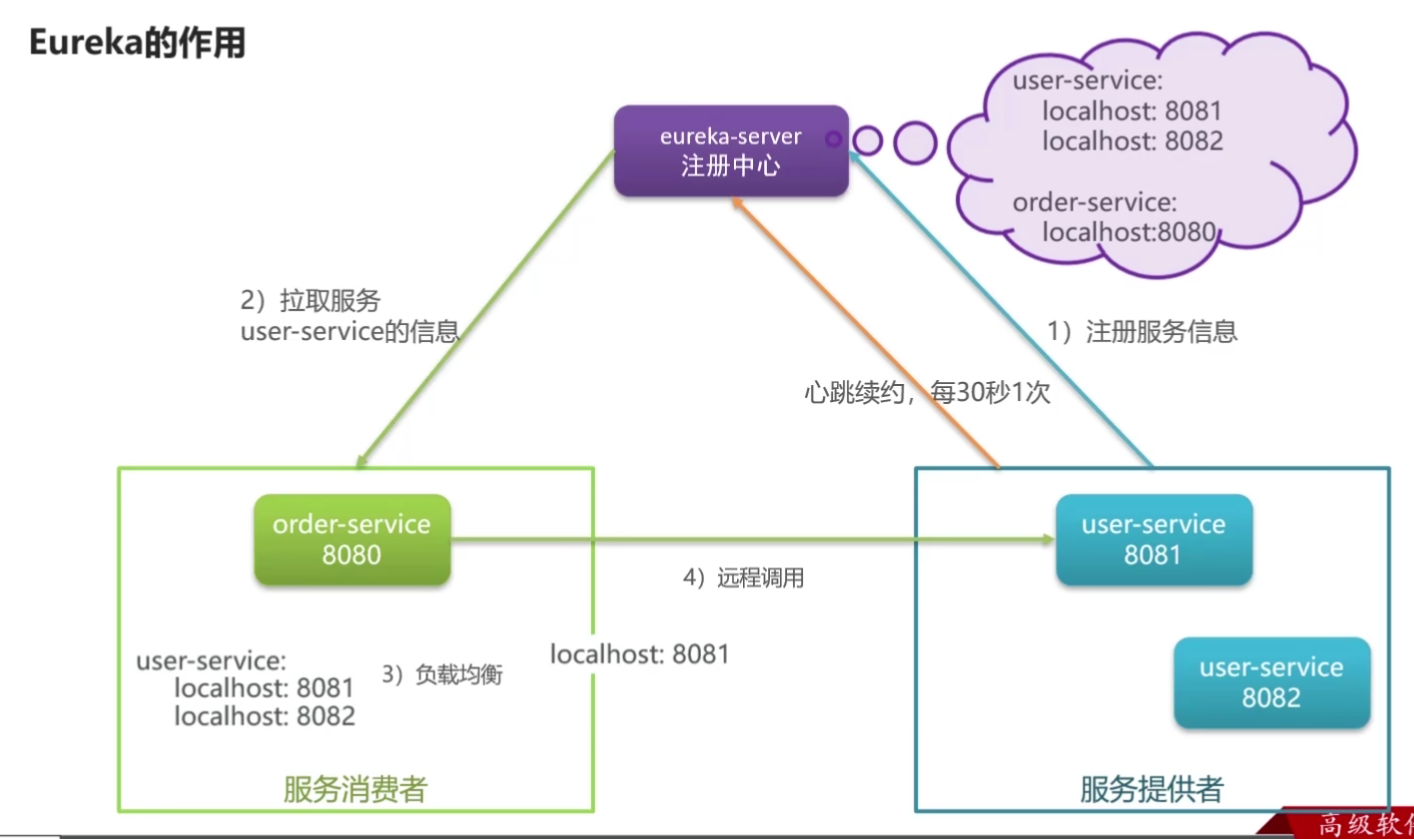 Eureka的作用
eureka-server
注册中心
user-service:
localhost: 8081
localhost: 8082
order-service:
localhost:8080
2）拉取服务
user-service的信息
1）注册服务信息
心跳续约，每30秒1次
order-service
8080
user-service
8081
4）远程调用
user-service:
localhost: 8081
localhost: 8082
3）负载均衡
localhost: 8081
user-service
8082
服务消费者
服务提供者
高级软